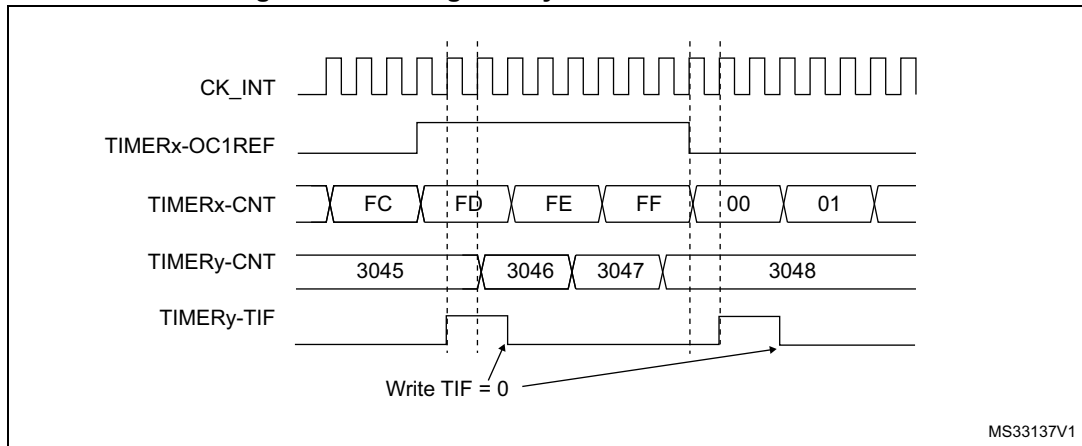 CK_INT
TIMERx-OC1REF
TIMERx-CNT FC FD FE FF 00 01
TIMERy-CNT 3045 3046 3047 3048
TIMERy-TIF
Write TIF = 0
MS33137V1